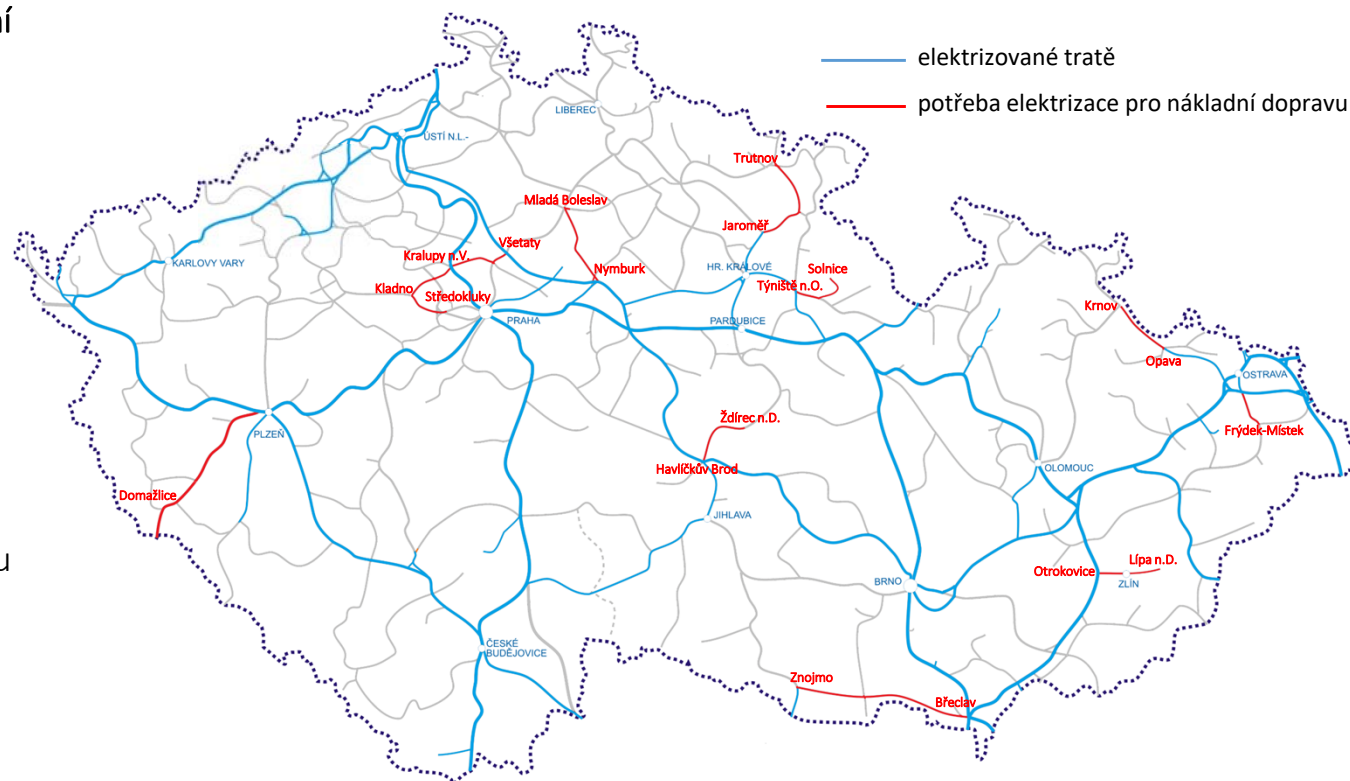 ní
elektrizované tratě
potřeba elektrizace pro nákladní dopravu
LIBEREC
ÚSTÍ N.L.-
Trutnov
Mladá Boleslav
Jaroměř
Všetaty
Kralupy n.V.
KARLOVY VARY
HR. KRÁLOVÉ
Solnice
Nymburk
Týniště n.O.
Kladno
Středokluky
Krnov
PRAHA
PARDUBICE
Opava
OSTRAVA
Ždírec n.D.
Frýdek-Místek
PLZEŇ
Havlíčkův Brod
OLOMOUC
Domažlice
JIHLAVA
u
Lípa n.D.
Otrokovice
ZLÍN
BRNO
ČESKÉ
BUDĚJOVICE
Znojmo
Břeclav